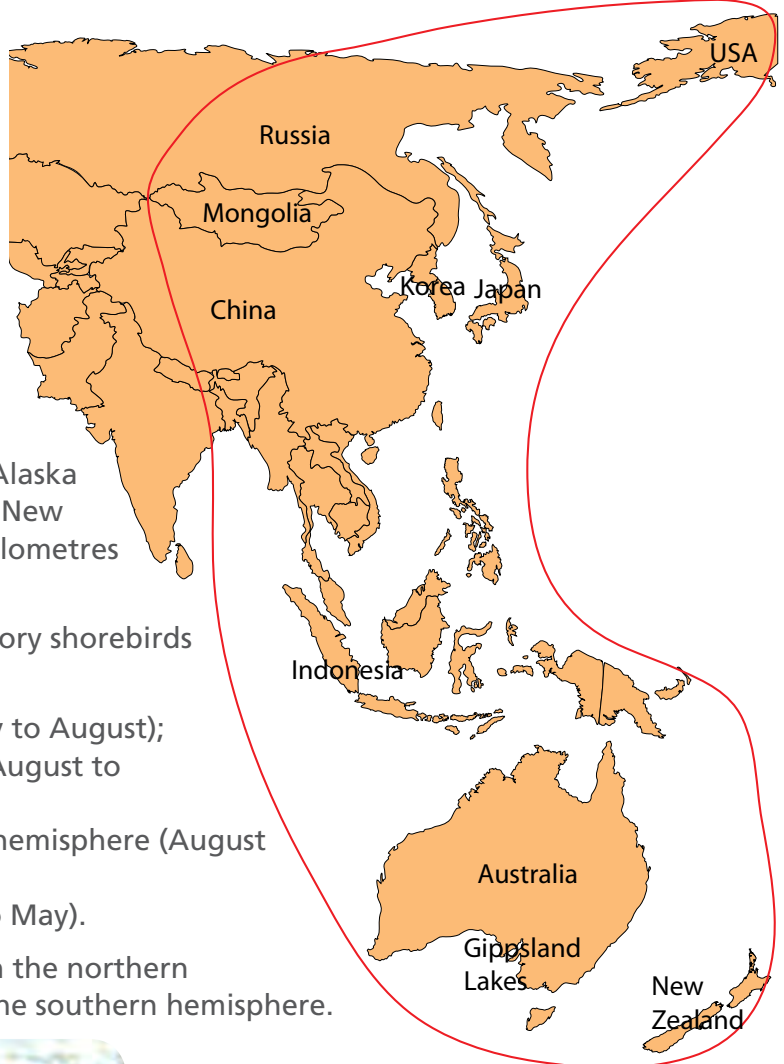 USA
Russia
Mongolia
Korea Japan
China
Alaska
New
lometres
ory shorebirds
Indonesia
y to August);
August to
hemisphere (August
Australia
o May).
Gippsland
Lakes
n the northern
New
Zealand
he southern hemisphere.